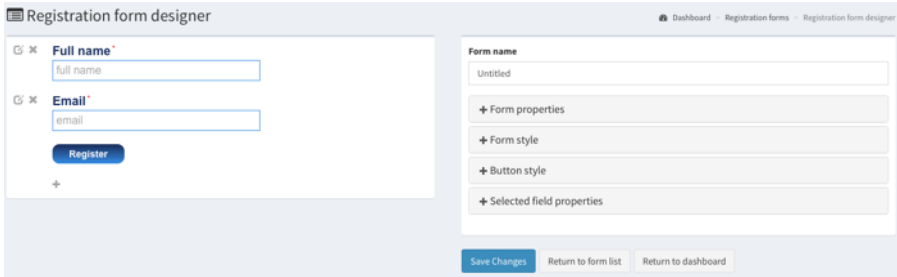 Registration form designer
Dashboard - Registration forms - Registration form designer
Full name*
full name
Email*
email
Register
+
Form name
Untitled
+ Form properties
+ Form style
+ Button style
+ Selected field properties
Save Changes Return to form list Return to dashboard